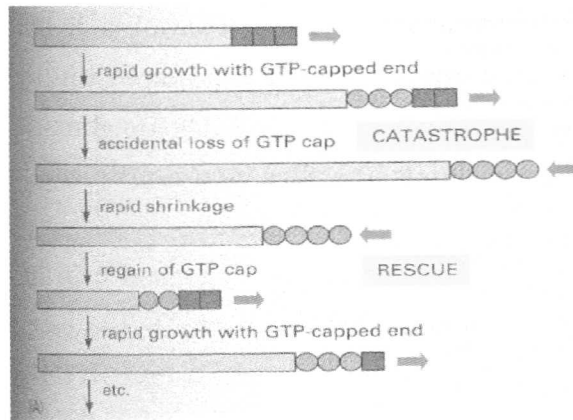 rapid growth with GTP-capped end
accidental loss of GTP cap
CATASTROPHE
rapid shrinkage
regain of GTP cap
RESCUE
rapid growth with GTP-capped end
etc.
(A)